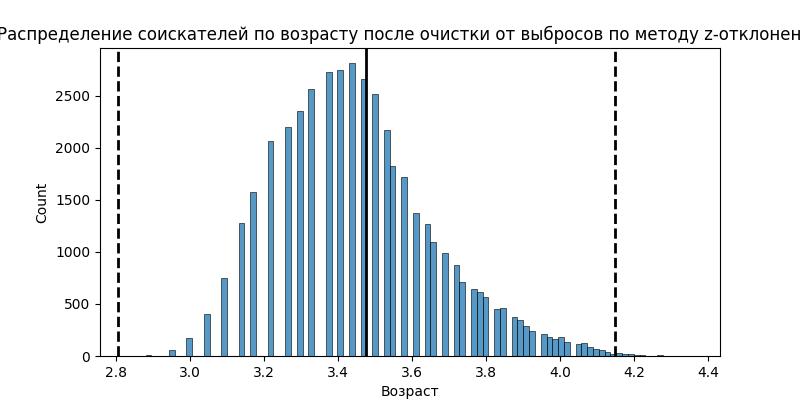 Распределение соискателей по возрасту после очистки от выбросов по методу z-отклонен
Count
2500
2000
1500
1000
500
0
2.8 3.0 3.2 3.4 3.6 3.8 4.0 4.2 4.4
Возраст